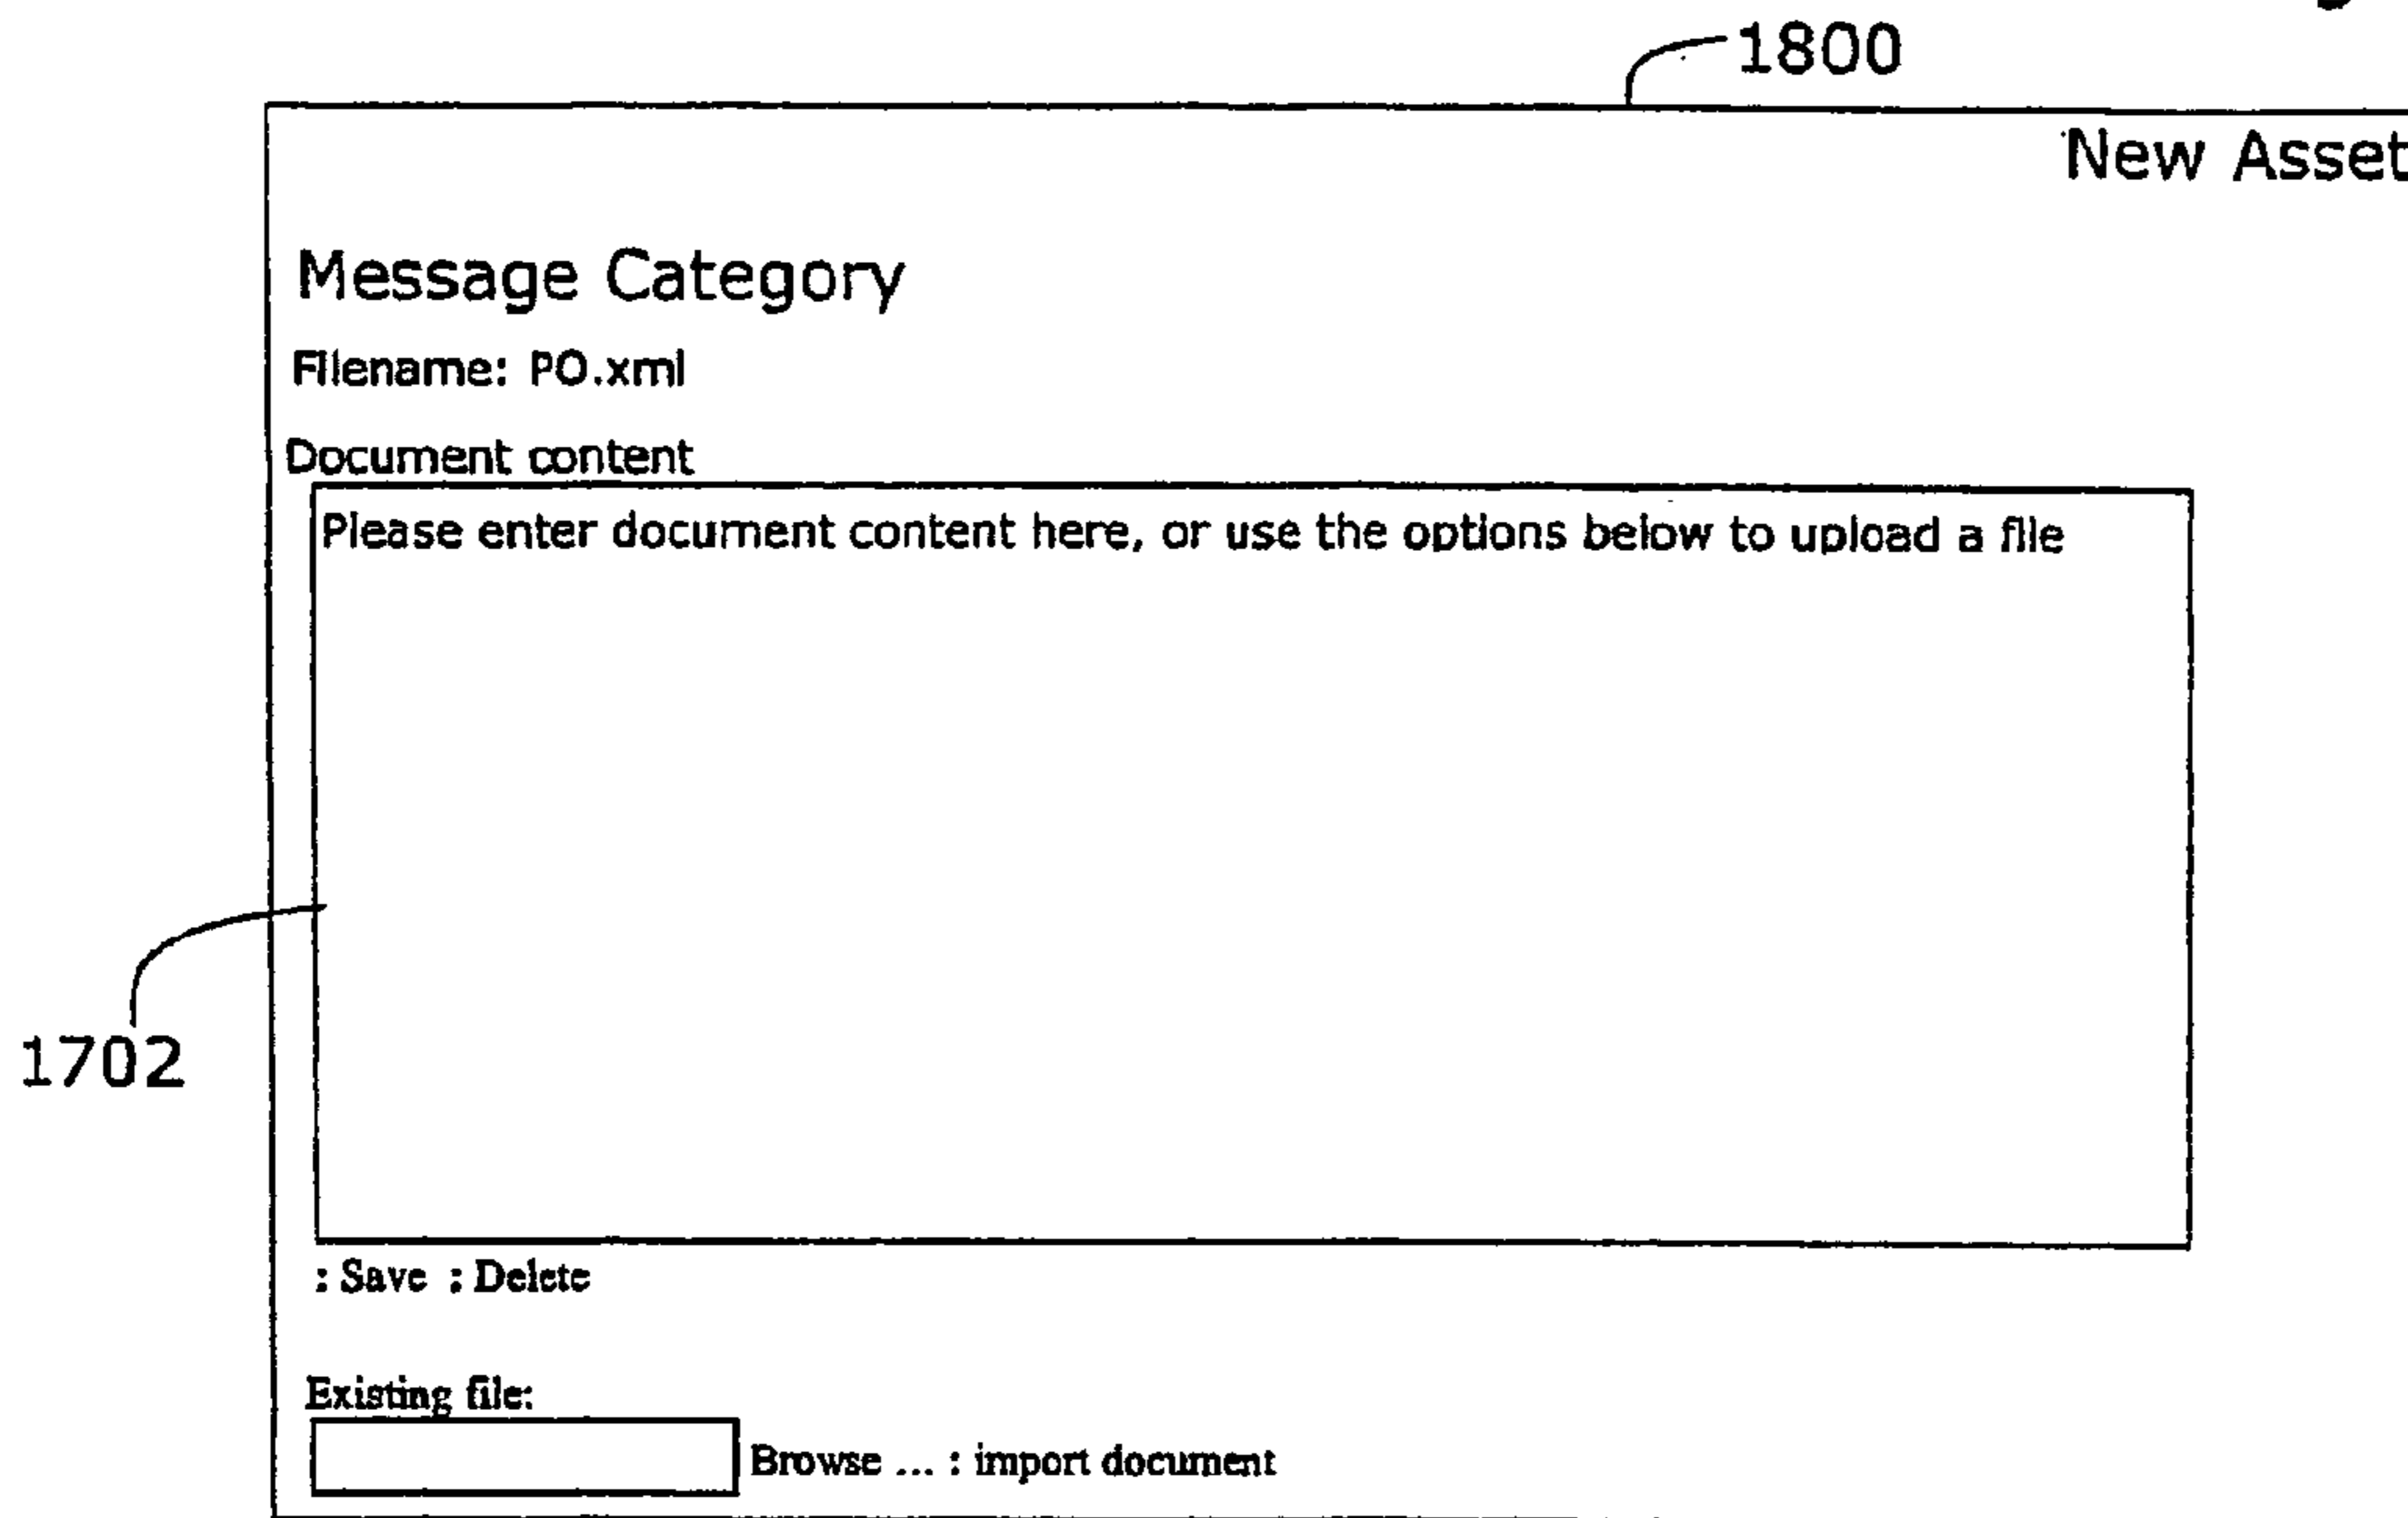 1800
New Asset
Message Category
Filename: PO.xml
Document content
Please enter document content here, or use the options below to upload a file
1702
: Save : Delete
Existing file:
Browse ... : import document